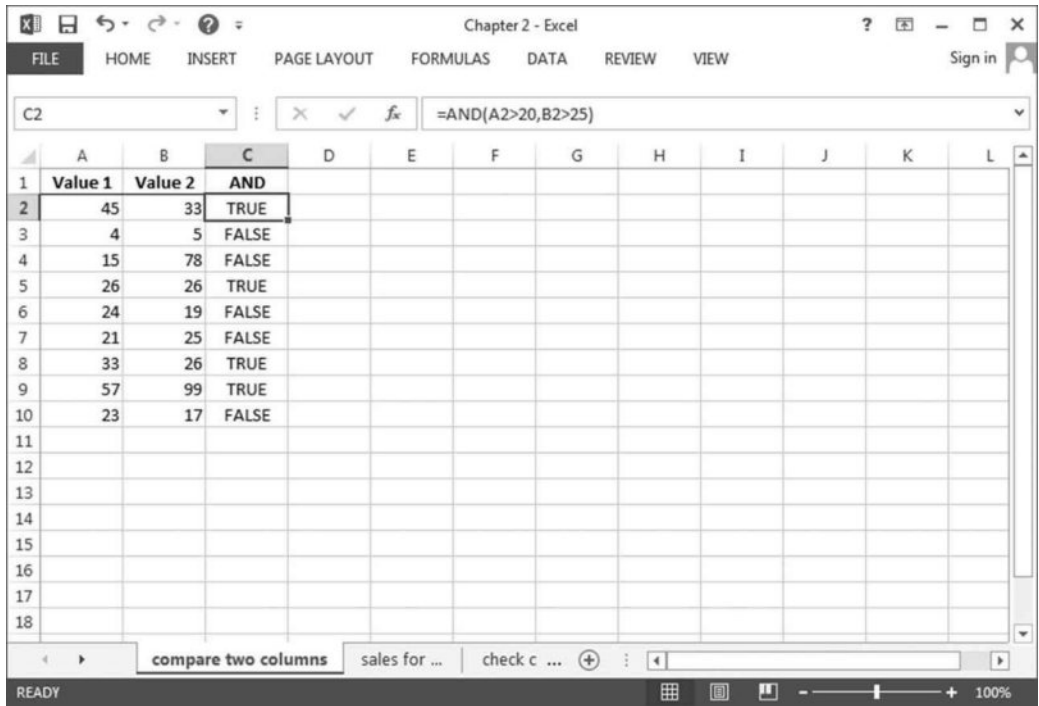 Chapter 2 - Excel ?
FILE HOME INSERT PAGE LAYOUT FORMULAS DATA REVIEW VIEW Sign in
C2 fx =AND(A2>20,B2>25)
A B C D E F G H I J K L
1 Value 1 Value 2 AND
2 45 33 TRUE
3 4 5 FALSE
4 15 78 FALSE
5 26 26 TRUE
6 24 19 FALSE
7 21 25 FALSE
8 33 26 TRUE
9 57 99 TRUE
10 23 17 FALSE
11
12
13
14
15
16
17
18
compare two columns sales for ... check c ...
READY 100%